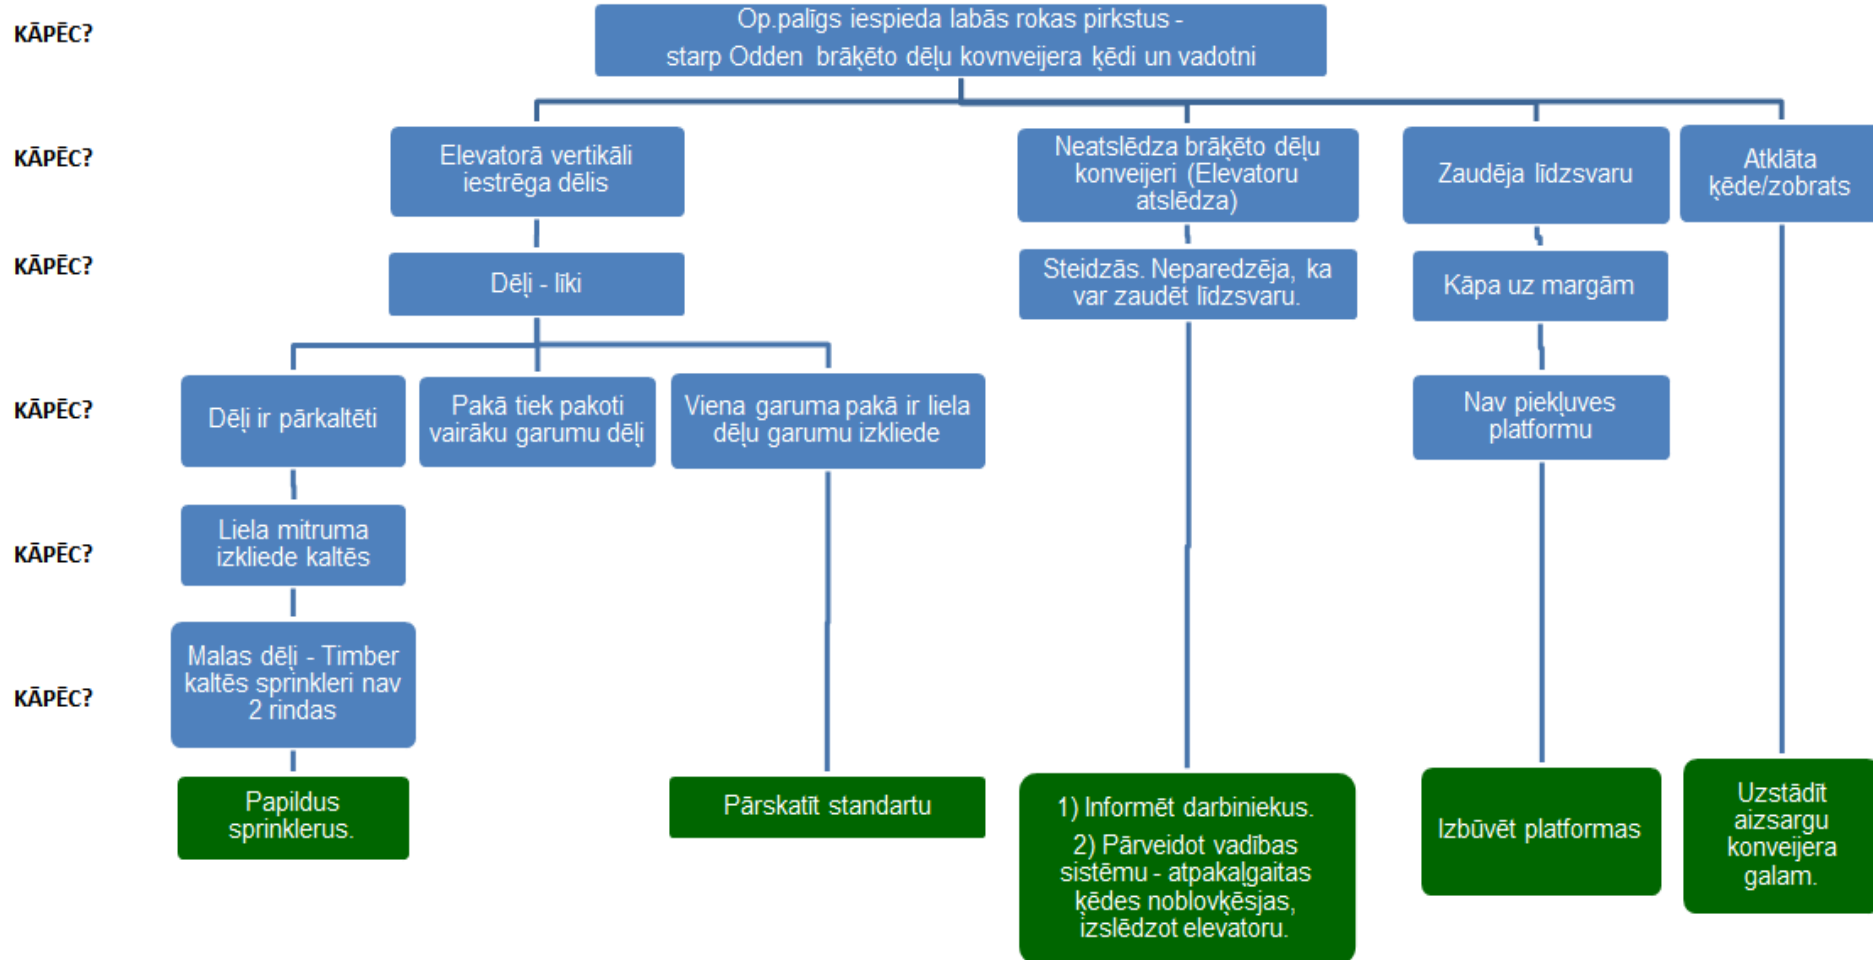 KĀPĒC?
Op.palīgs iespieda labās rokas pirkstus -
starp Odden brāķēto dēļu kovnveijera ķēdi un vadotni
KĀPĒC?
Elevatorā vertikāli
iestrēga dēlis
Neatslēdza brāķēto dēļu
konveijeri (Elevatoru
atslēdza)
Zaudēja līdzsvaru
Atklāta
ķēde/zobrats
KĀPĒC?
Dēļi - līki
Steidzās. Neparedzēja, ka
var zaudēt līdzsvaru.
Kāpa uz margām
KĀPĒC?
Dēļi ir pārkaltēti
Pakā tiek pakoti
vairāku garumu dēļi
Viena garuma pakā ir liela
dēļu garumu izkliede
Nav piekļuves
platformu
KĀPĒC?
Liela mitruma
izkliede kaltēs
KĀPĒC?
Malas dēļi - Timber
kaltēs sprinkleri nav
2 rindas
Papildus
sprinklerus.
Pārskatīt standartu
1) Informēt darbiniekus.
2) Pārveidot vadības
sistēmu - atpakaļgaitas
ķēdes noblovķēsjas,
izslēdzot elevatoru.
Izbūvēt platformas
Uzstādīt
aizsargu
konveijera
galam.